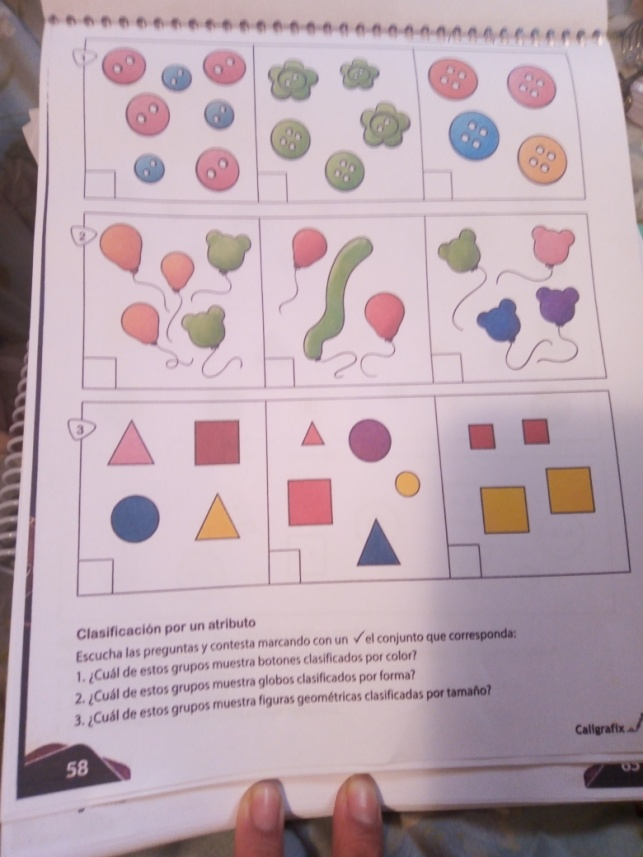 1
2
3
Clasificación por un atributo
Escucha las preguntas y contesta marcando con un ✓ el conjunto que corresponda:
1. ¿Cuál de estos grupos muestra botones clasificados por color?
2. ¿Cuál de estos grupos muestra globos clasificados por forma?
3. ¿Cuál de estos grupos muestra figuras geométricas clasificadas por tamaño?
Caligrafix
58